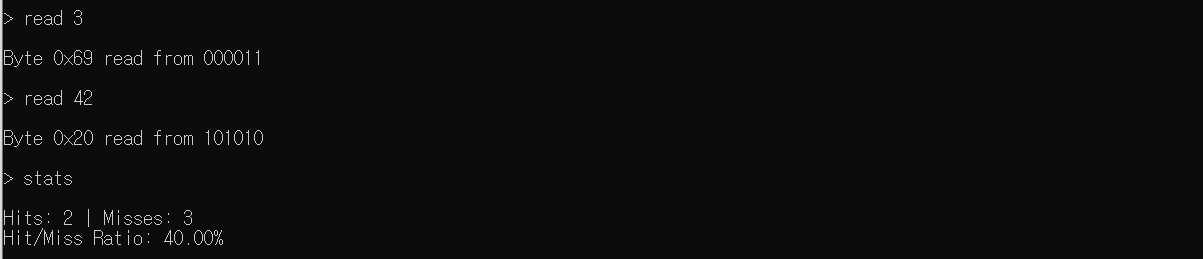 > read 3
Byte 0x69 read from 000011
> read 42
Byte 0x20 read from 101010
> stats
Hits: 2 | Misses: 3
Hit/Miss Ratio: 40.00%